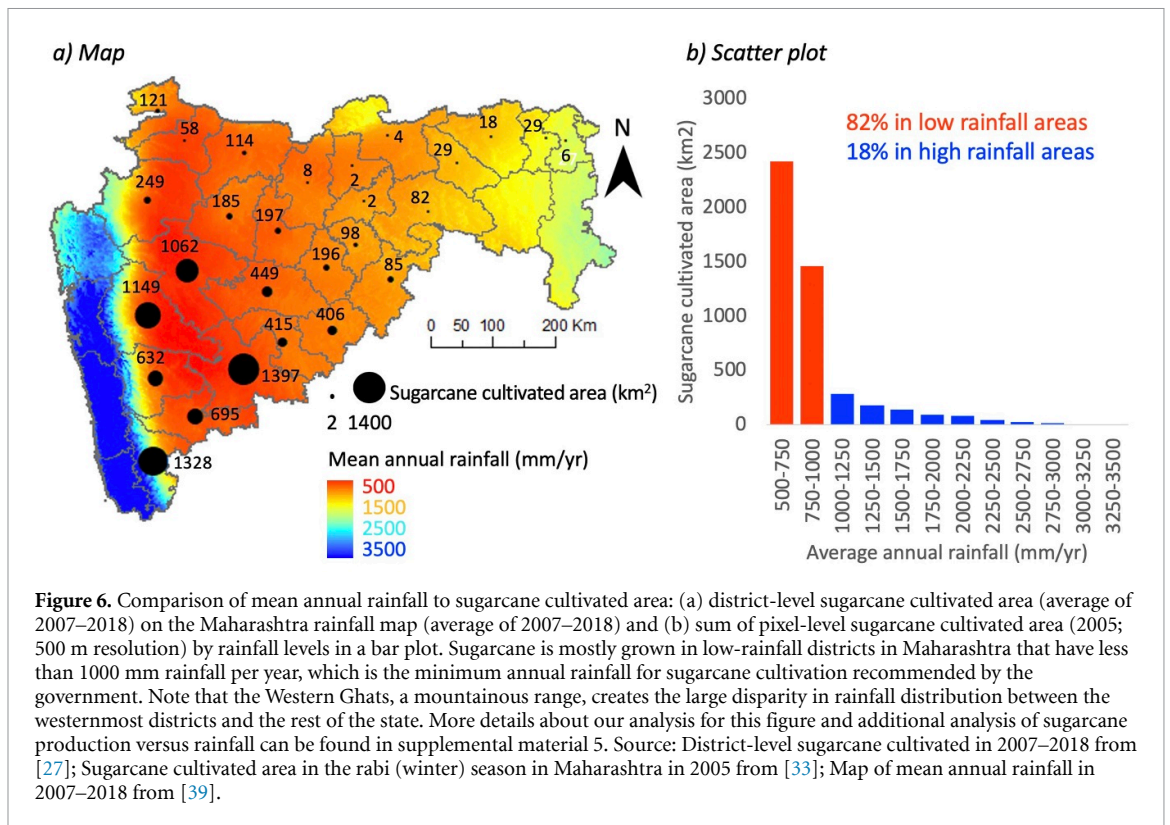 a) Map
121
58
114
4
18
29
29
6
N
8
2
2
82
249
185
197
98
1062
196
85
449
1149
406
415
632
1397
695
1328
0 50 100 200 Km
Sugarcane cultivated area (km²)
2 1400
Mean annual rainfall (mm/yr)
500
1500
2500
3500
b) Scatter plot
82% in low rainfall areas
18% in high rainfall areas
Sugarcane cultivated area (km2)
3000
2500
2000
1500
1000
500
0
500-750
750-1000
1000-1250
1250-1500
1500-1750
1750-2000
2000-2250
2250-2500
2500-2750
2750-3000
3000-3250
3250-3500
Average annual rainfall (mm/yr)
Figure 6. Comparison of mean annual rainfall to sugarcane cultivated area: (a) district-level sugarcane cultivated area (average of
2007–2018) on the Maharashtra rainfall map (average of 2007–2018) and (b) sum of pixel-level sugarcane cultivated area (2005;
500 m resolution) by rainfall levels in a bar plot. Sugarcane is mostly grown in low-rainfall districts in Maharashtra that have less
than 1000 mm rainfall per year, which is the minimum annual rainfall for sugarcane cultivation recommended by the
government. Note that the Western Ghats, a mountainous range, creates the large disparity in rainfall distribution between the
westernmost districts and the rest of the state. More details about our analysis for this figure and additional analysis of sugarcane
production versus rainfall can be found in supplemental material 5. Source: District-level sugarcane cultivated in 2007–2018 from
[27]; Sugarcane cultivated area in the rabi (winter) season in Maharashtra in 2005 from [33]; Map of mean annual rainfall in
2007–2018 from [39].